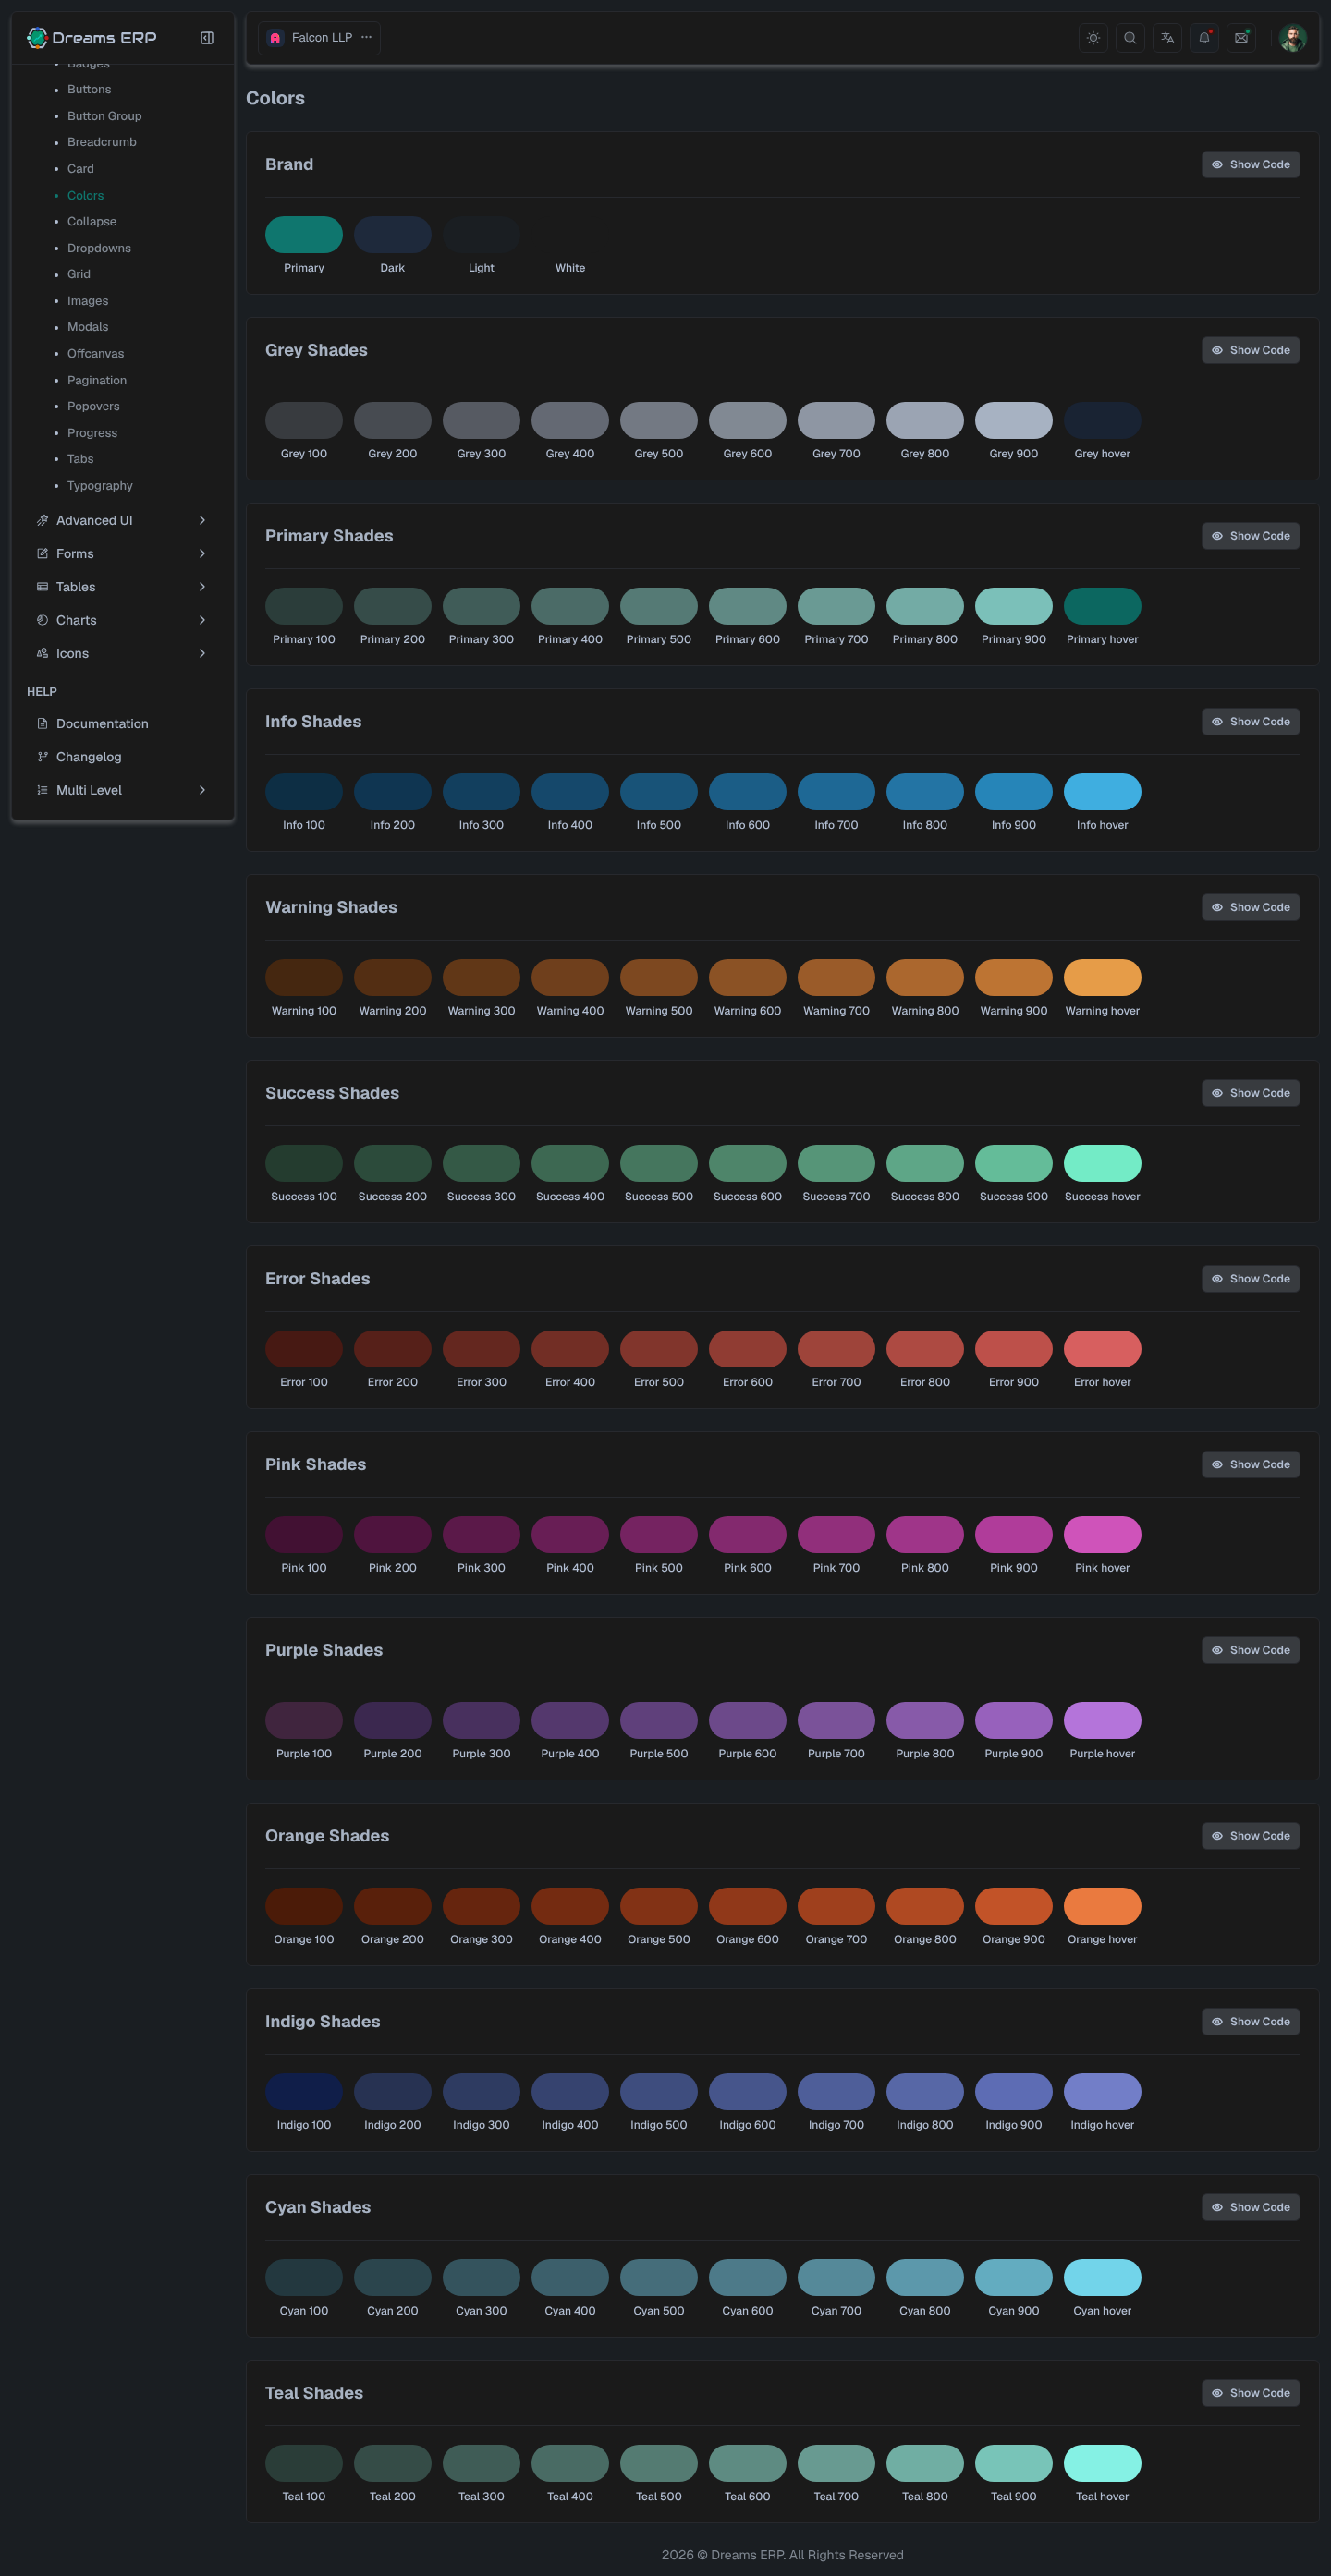 Dreams ERP
Badges
Buttons
Button Group
Breadcrumb
Card
Colors
Collapse
Dropdowns
Grid
Images
Modals
Offcanvas
Pagination
Popovers
Progress
Tabs
Typography
Advanced UI
Forms
Tables
Charts
Icons
HELP
Documentation
Changelog
Multi Level
Falcon LLP
Colors
Brand
Show Code
Primary Dark Light White
Grey Shades
Show Code
Grey 100 Grey 200 Grey 300 Grey 400 Grey 500 Grey 600 Grey 700 Grey 800 Grey 900 Grey hover
Primary Shades
Show Code
Primary 100 Primary 200 Primary 300 Primary 400 Primary 500 Primary 600 Primary 700 Primary 800 Primary 900 Primary hover
Info Shades
Show Code
Info 100 Info 200 Info 300 Info 400 Info 500 Info 600 Info 700 Info 800 Info 900 Info hover
Warning Shades
Show Code
Warning 100 Warning 200 Warning 300 Warning 400 Warning 500 Warning 600 Warning 700 Warning 800 Warning 900 Warning hover
Success Shades
Show Code
Success 100 Success 200 Success 300 Success 400 Success 500 Success 600 Success 700 Success 800 Success 900 Success hover
Error Shades
Show Code
Error 100 Error 200 Error 300 Error 400 Error 500 Error 600 Error 700 Error 800 Error 900 Error hover
Pink Shades
Show Code
Pink 100 Pink 200 Pink 300 Pink 400 Pink 500 Pink 600 Pink 700 Pink 800 Pink 900 Pink hover
Purple Shades
Show Code
Purple 100 Purple 200 Purple 300 Purple 400 Purple 500 Purple 600 Purple 700 Purple 800 Purple 900 Purple hover
Orange Shades
Show Code
Orange 100 Orange 200 Orange 300 Orange 400 Orange 500 Orange 600 Orange 700 Orange 800 Orange 900 Orange hover
Indigo Shades
Show Code
Indigo 100 Indigo 200 Indigo 300 Indigo 400 Indigo 500 Indigo 600 Indigo 700 Indigo 800 Indigo 900 Indigo hover
Cyan Shades
Show Code
Cyan 100 Cyan 200 Cyan 300 Cyan 400 Cyan 500 Cyan 600 Cyan 700 Cyan 800 Cyan 900 Cyan hover
Teal Shades
Show Code
Teal 100 Teal 200 Teal 300 Teal 400 Teal 500 Teal 600 Teal 700 Teal 800 Teal 900 Teal hover
2026 © Dreams ERP. All Rights Reserved